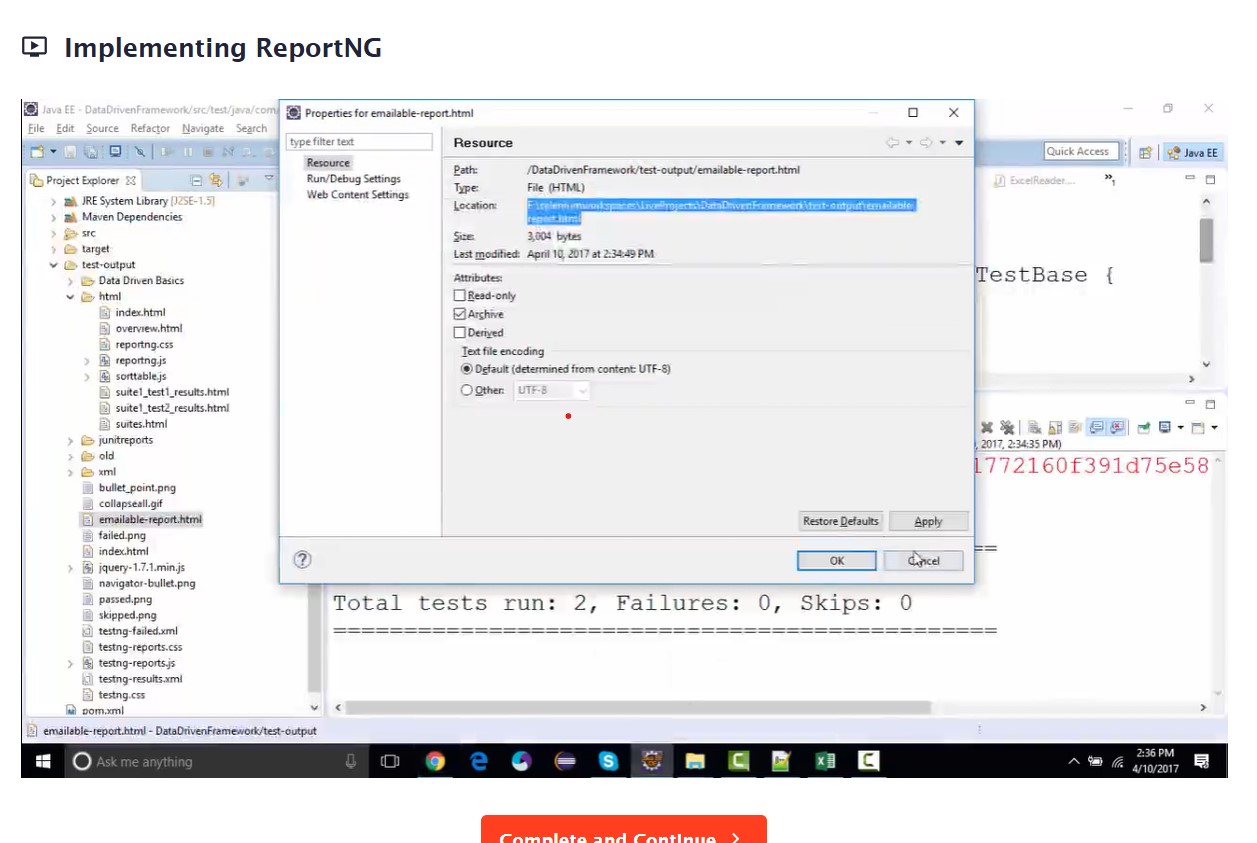 Implementing ReportNG
Java EE - DataDrivenFramework/src/test/java/com/
File Edit Source Refactor Navigate Search
Quick Access
Java EE
Project Explorer
JRE System Library [J2SE-1.5]
Maven Dependencies
src
target
test-output
Data Driven Basics
html
index.html
overview.html
reportng.css
reportng.js
sorttable.js
suite1_test1_results.html
suite1_test2_results.html
suites.html
junitreports
old
xml
bullet_point.png
collapseall.gif
emailable-report.html
failed.png
index.html
jquery-1.7.1.min.js
navigator-bullet.png
passed.png
skipped.png
testng-failed.xml
testng-reports.css
testng-reports.js
testng-results.xml
testng.css
pom.xml
Properties for emailable-report.html
type filter text
Resource
Run/Debug Settings
Web Content Settings
Resource
Path: /DataDrivenFramework/test-output/emailable-report.html
Type: File (HTML)
Location: F:\seleniumworkspaces\LiveProjects\DataDrivenFramework\test-output\emailable-
report.html
Size: 3,004 bytes
Last modified: April 10, 2017 at 2:34:49 PM
Attributes:
Read-only
Archive
Derived
Text file encoding
Default (determined from content: UTF-8)
Other: UTF-8
Restore Defaults Apply
? OK Cancel
ExcelReader....
»1
TestBase {
, 2017, 2:34:35 PM)
1772160f391d75e58
==
Total tests run: 2, Failures: 0, Skips: 0
===============================================
emailable-report.html - DataDrivenFramework/test-output
Ask me anything
2:36 PM
4/10/2017
Complete and Continue >